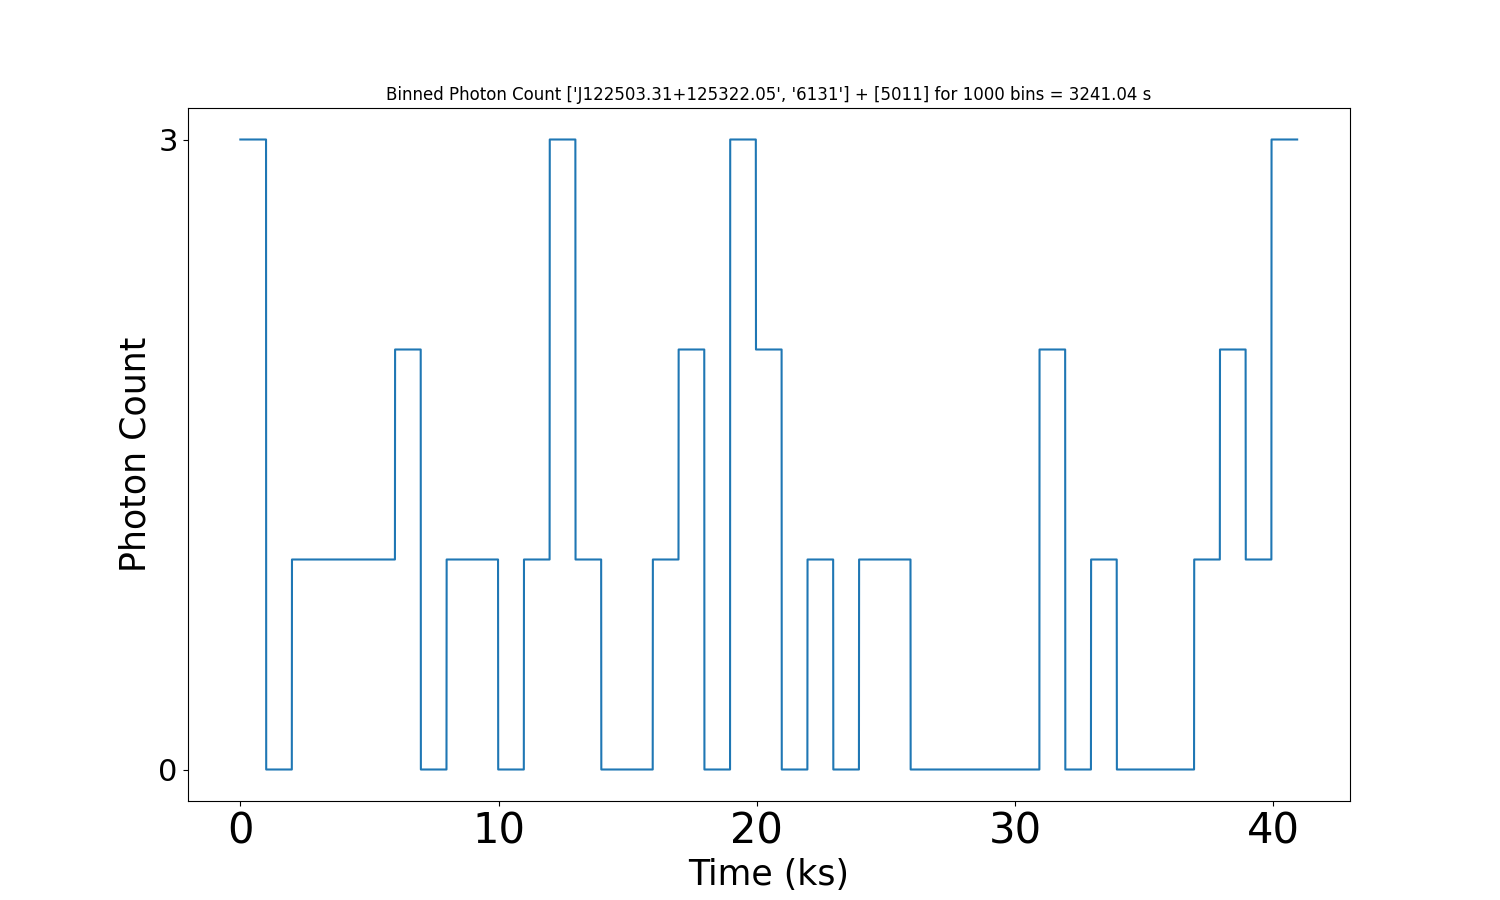 Binned Photon Count ['J122503.31+125322.05', '6131'] + [5011] for 1000 bins = 3241.04 s
3
Photon Count
0
0 10 20 30 40
Time (ks)